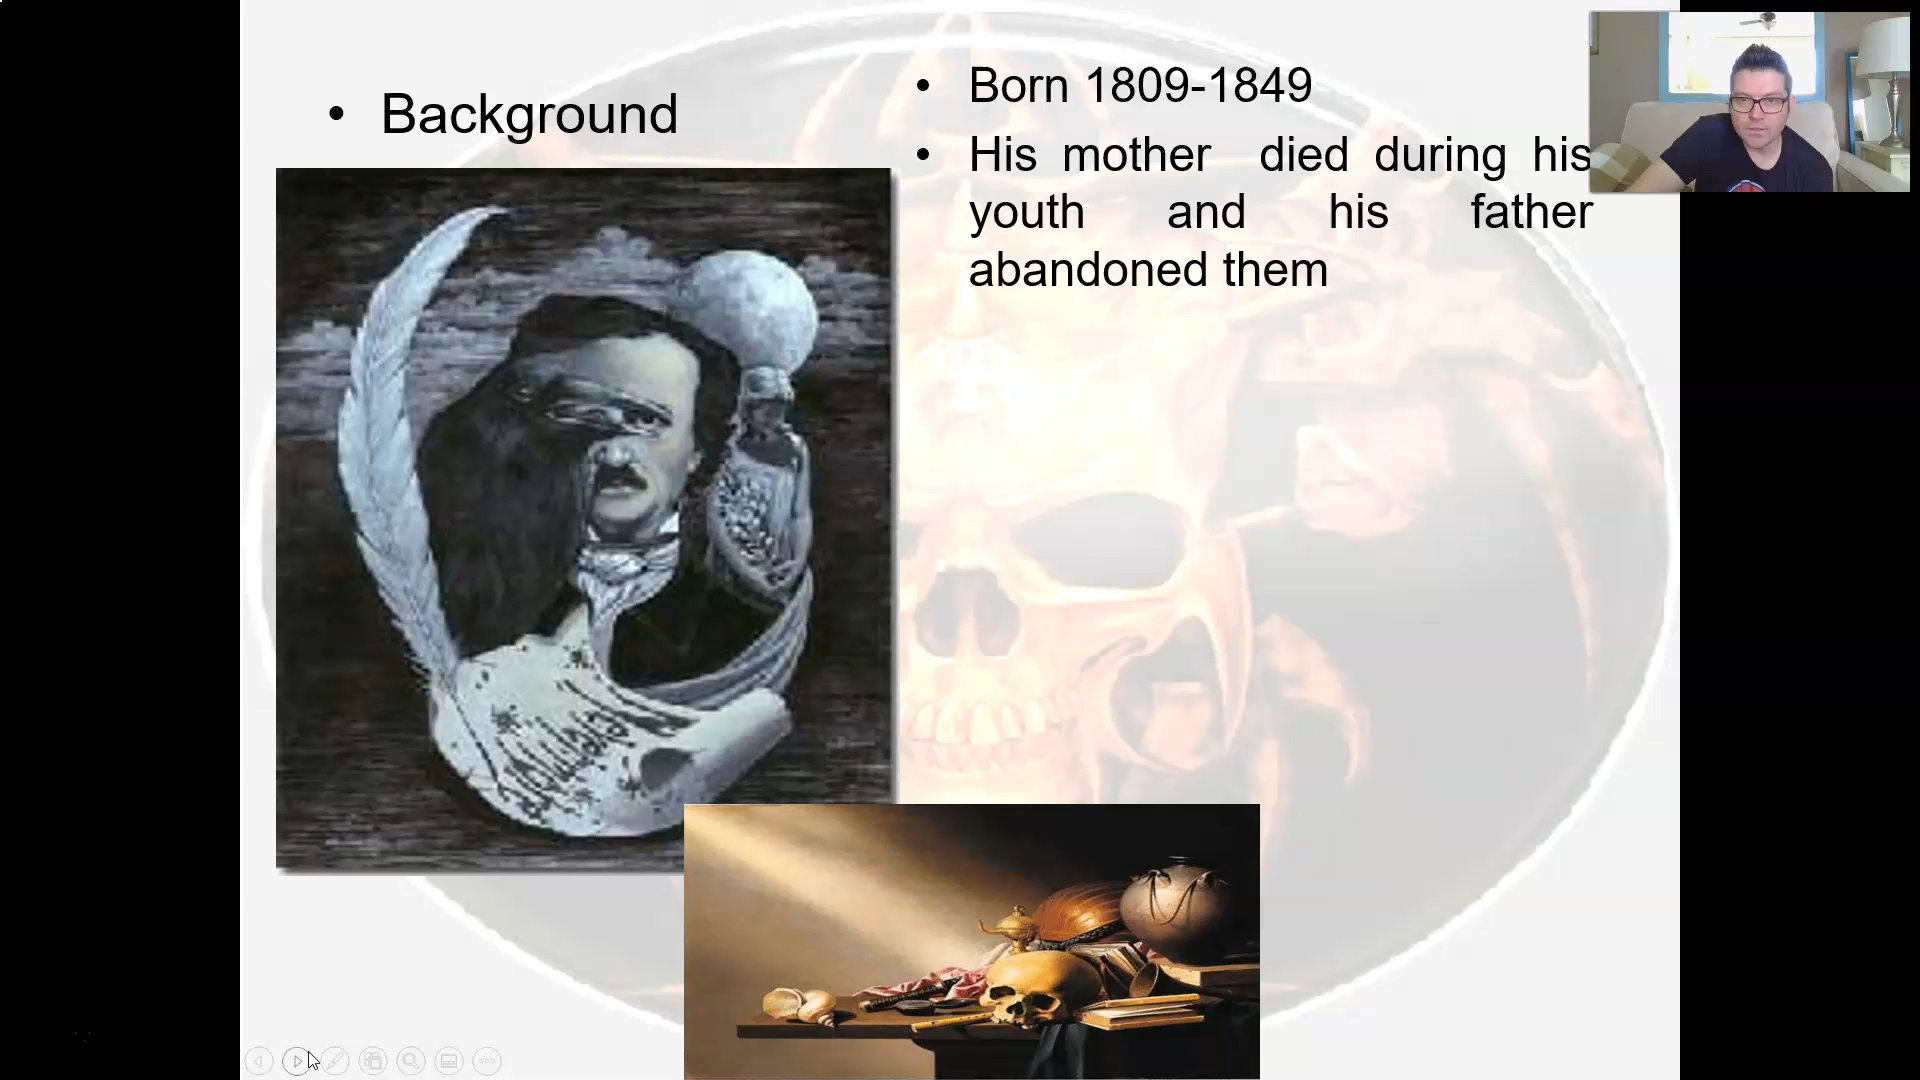 Background
Born 1809-1849
His mother died during his
youth and his father
abandoned them